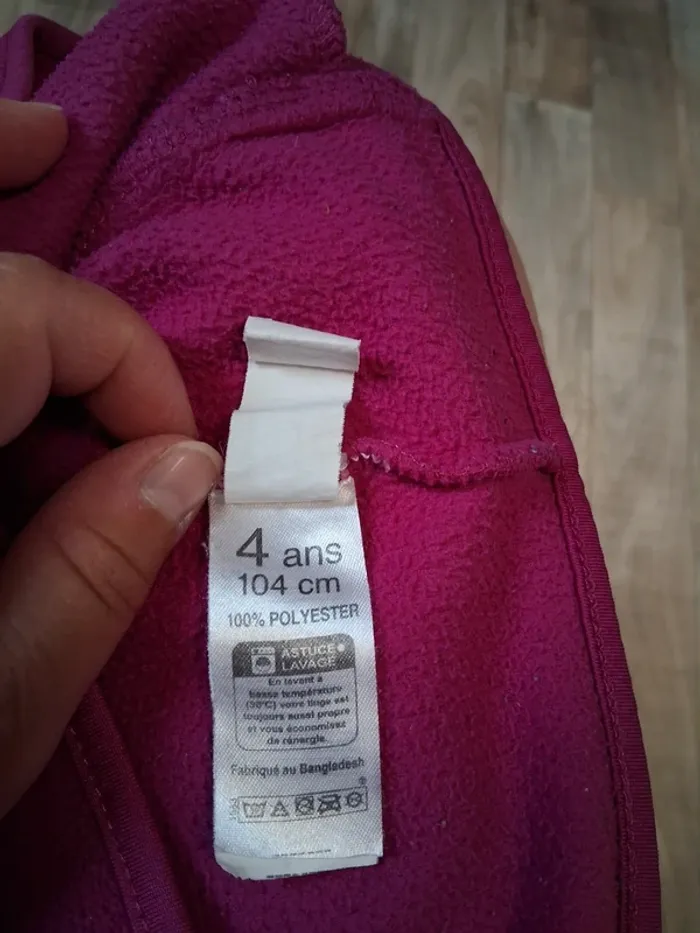 4 ans
104 cm
100% POLYESTER
ASTUCE
LAVAGE
En lavant à
basse température
(30°C) votre linge est
toujours aussi propre
et vous économisez
de l'énergie.
Fabriqué au Bangladesh